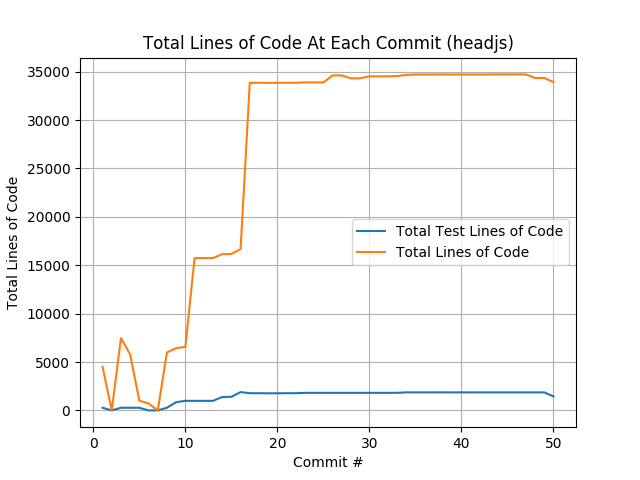 Total Lines of Code At Each Commit (headjs)
Total Lines of Code
35000
30000
25000
20000
15000
10000
5000
0
Total Test Lines of Code
Total Lines of Code
0
10
20
30
40
50
Commit #